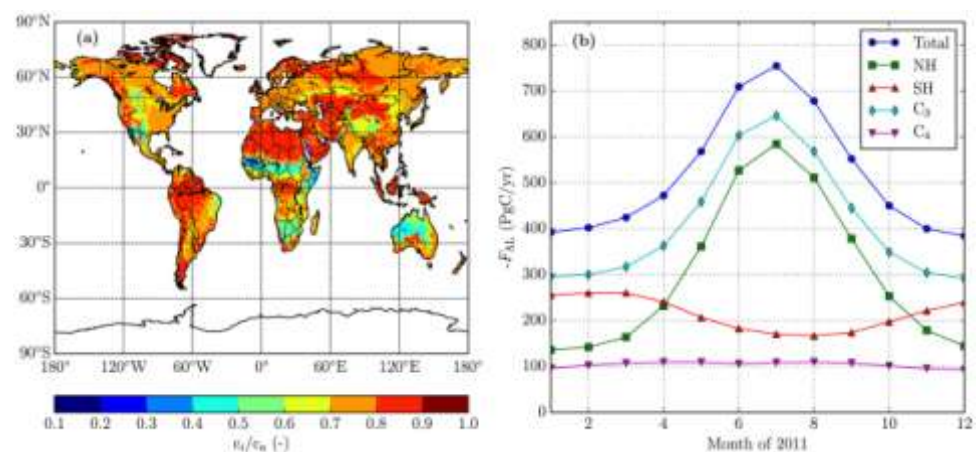 (a)
90°N
60°N
30°N
0°
30°S
60°S
90°S
180° 120°W 60°W 0° 60°E 120°E 180°
0.1 0.2 0.3 0.4 0.5 0.6 0.7 0.8 0.9 1.0
(b)
Total
NH
SH
C₃
C₄
800
700
600
500
400
300
200
100
0
-F_AL (PgC/yr)
2 4 6 8 10 12
Month of 2011